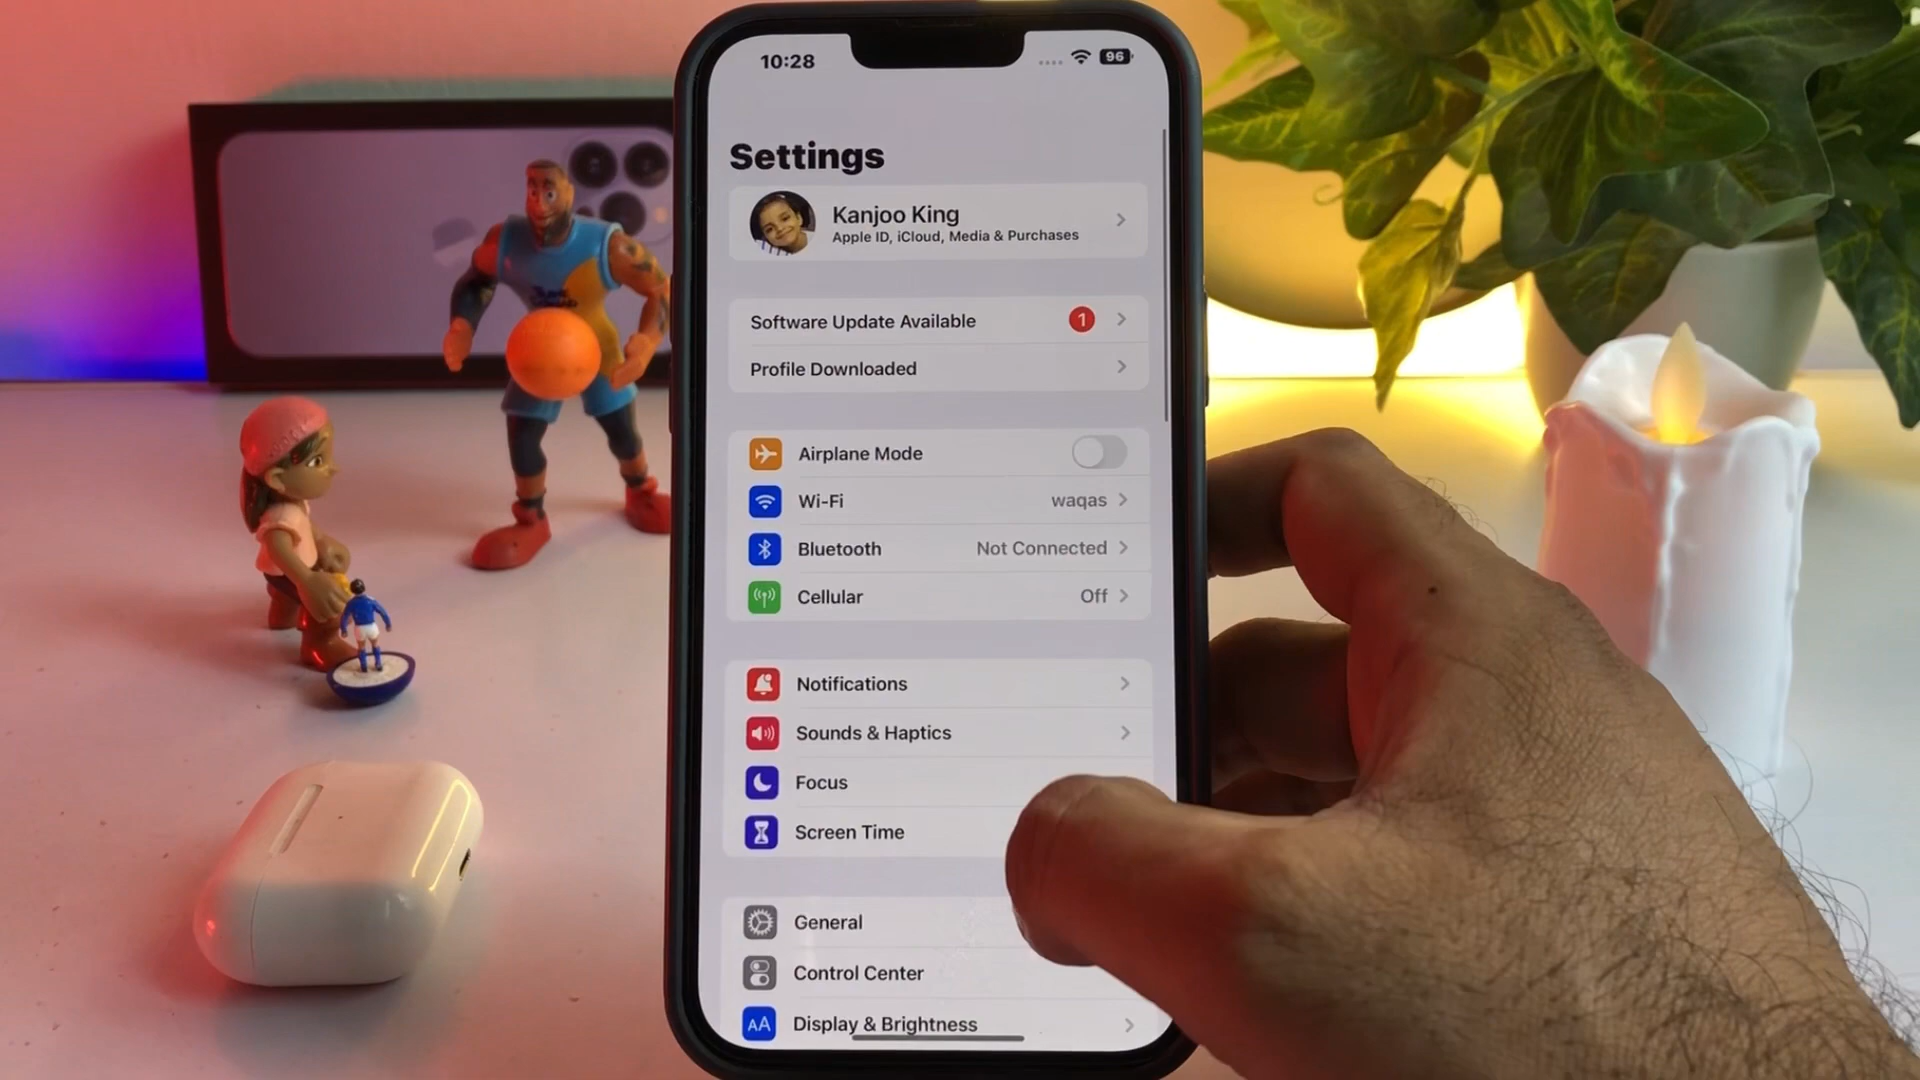 10:28
96
Settings
Kanjoo King
Apple ID, iCloud, Media & Purchases
Software Update Available 1
Profile Downloaded
Airplane Mode
Wi-Fi waqas
Bluetooth Not Connected
Cellular Off
Notifications
Sounds & Haptics
Focus
Screen Time
General
Control Center
AA Display & Brightness